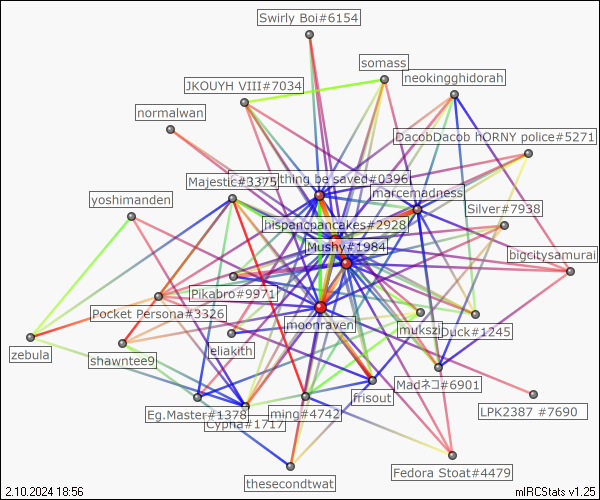 Swirly Boi#6154
somass
neokingghidorah
JKOUYH VIII#7034
normalwan
DacobDacob hORNY police#5271
thing be saved#0396
Majestic#3375
marcemadness
yoshimanden
Silver#7938
hispancpancakes#2928
Mushy#1984
bigcitysamurai
Pikabro#9971
Pocket Persona#3326
moonraven
mukszi
Duck#1245
zebula
shawntee9
eliakith
Madネコ#6901
frisout
LPK2387 #7690
Eg.Master#1378
ming#4742
Cypha#1717
Fedora Stoat#4479
thesecondtwat
2.10.2024 18:56
mIRCStats v1.25